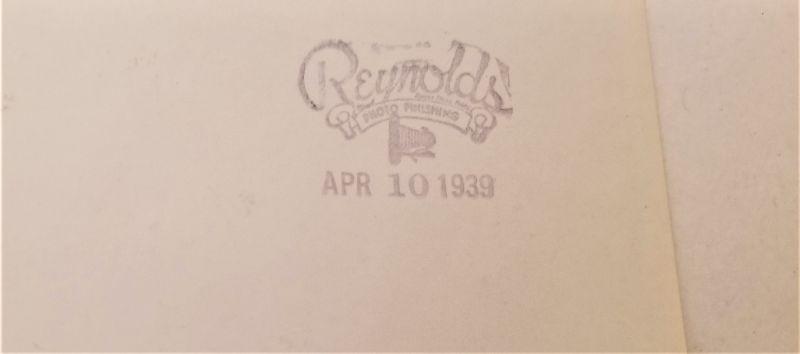 Reynolds
PHOTO FINISHING
APR 10 1939